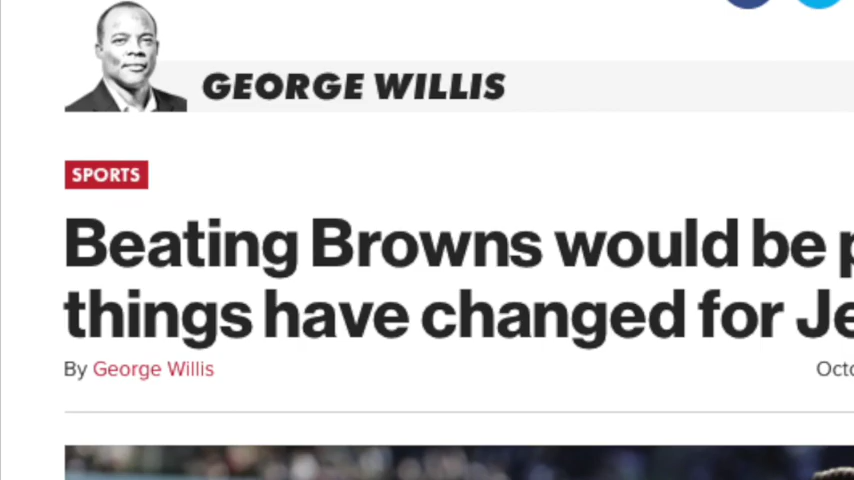 GEORGE WILLIS
SPORTS
Beating Browns would be
things have changed for
By George Willis